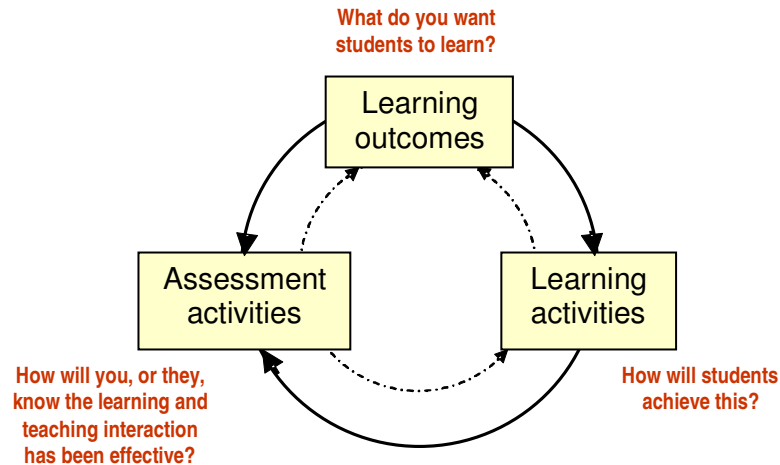 What do you want
students to learn?
Learning
outcomes
Assessment
activities
Learning
activities
How will you, or they,
know the learning and
teaching interaction
has been effective?
How will students
achieve this?